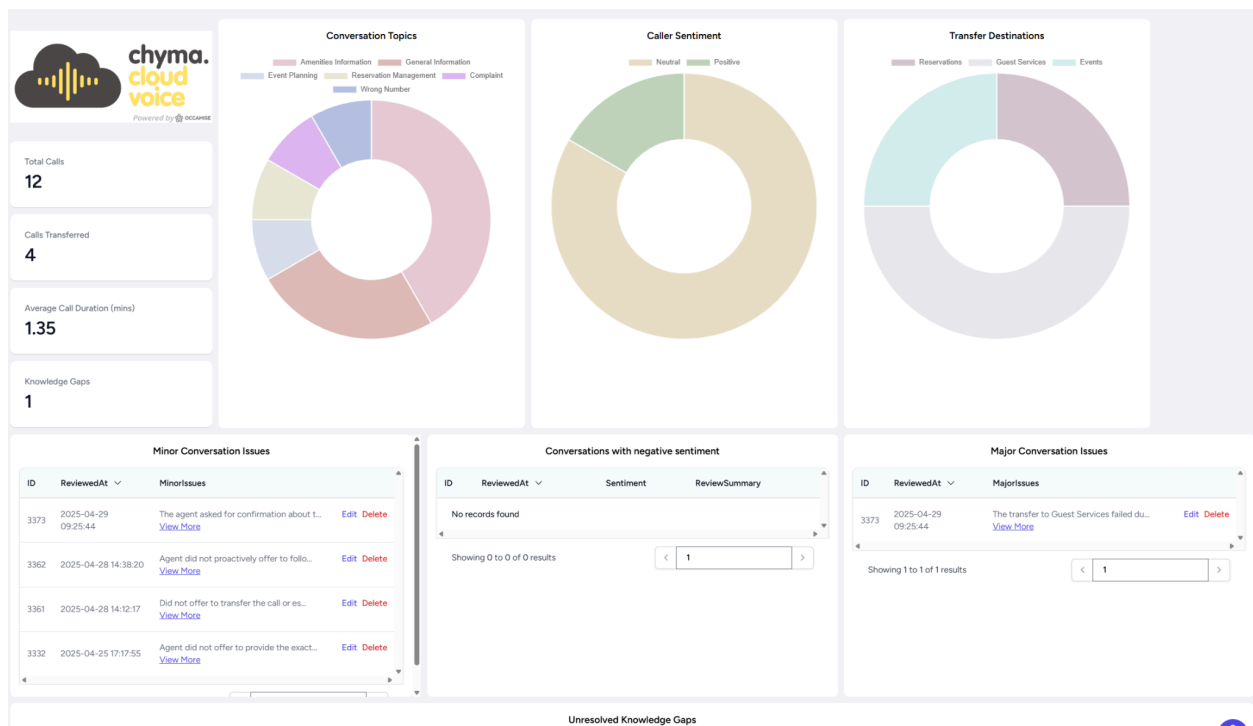 chyma.
cloud
voice
Powered by OCCAMISE
Total Calls
12
Calls Transferred
4
Average Call Duration (mins)
1.35
Knowledge Gaps
1
Conversation Topics
Amenities Information General Information
Event Planning Reservation Management Complaint
Wrong Number
Caller Sentiment
Neutral Positive
Transfer Destinations
Reservations Guest Services Events
Minor Conversation Issues
ID ReviewedAt MinorIssues
3373 2025-04-29 09:25:44 The agent asked for confirmation about t... Edit Delete
View More
3362 2025-04-28 14:38:20 Agent did not proactively offer to follo... Edit Delete
View More
3361 2025-04-28 14:12:17 Did not offer to transfer the call or es... Edit Delete
View More
3332 2025-04-25 17:17:55 Agent did not offer to provide the exact... Edit Delete
View More
Conversations with negative sentiment
ID ReviewedAt Sentiment ReviewSummary
No records found
Showing 0 to 0 of 0 results
1
Major Conversation Issues
ID ReviewedAt MajorIssues
3373 2025-04-29 09:25:44 The transfer to Guest Services failed du... Edit Delete
View More
Showing 1 to 1 of 1 results
1
Unresolved Knowledge Gaps